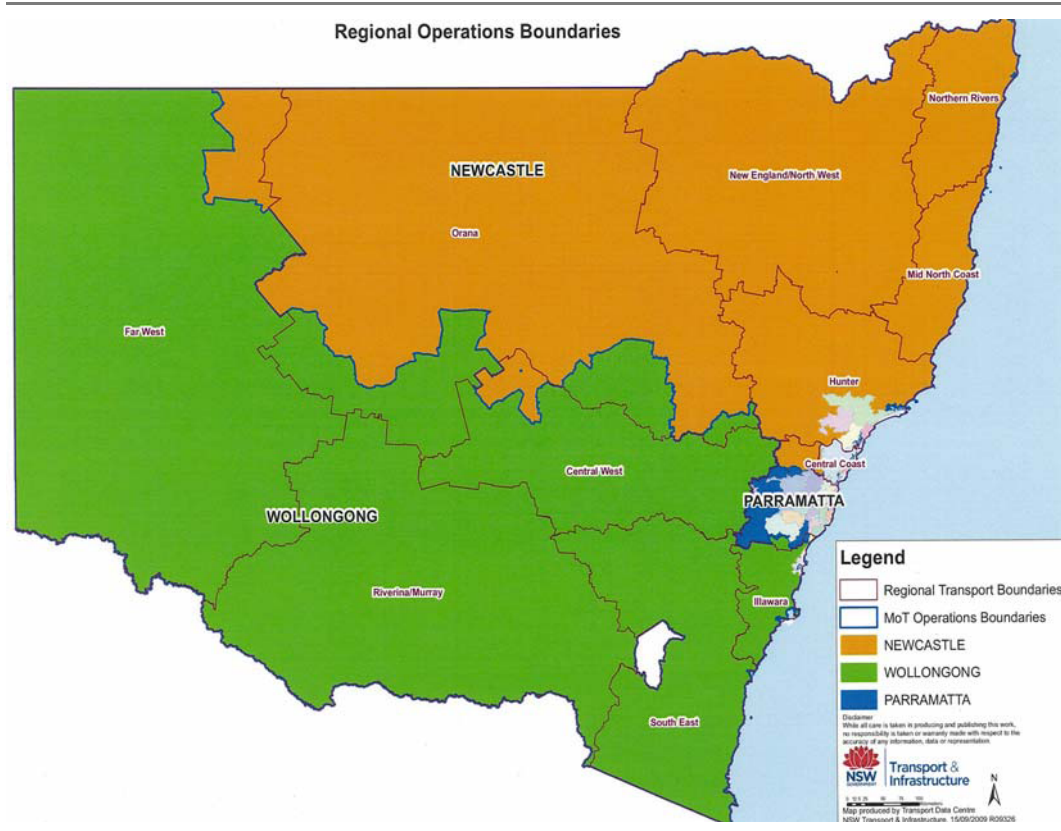 Regional Operations Boundaries
Northern Rivers
NEWCASTLE
New England/North West
Orana
Mid North Coast
Far West
Hunter
Central Coast
Central West
PARRAMATTA
WOLLONGONG
Riverina/Murray
Illawara
South East
Legend
Regional Transport Boundaries
MoT Operations Boundaries
NEWCASTLE
WOLLONGONG
PARRAMATTA
Disclaimer
While all care is taken in producing and publishing this work,
no responsibility is taken or warranty made with respect to the
accuracy of any information, data or representation.
NSW
GOVERNMENT
Transport &
Infrastructure
N
Map produced by Transport Data Centre
NSW Transport & Infrastructure, 15/09/2009 R09326